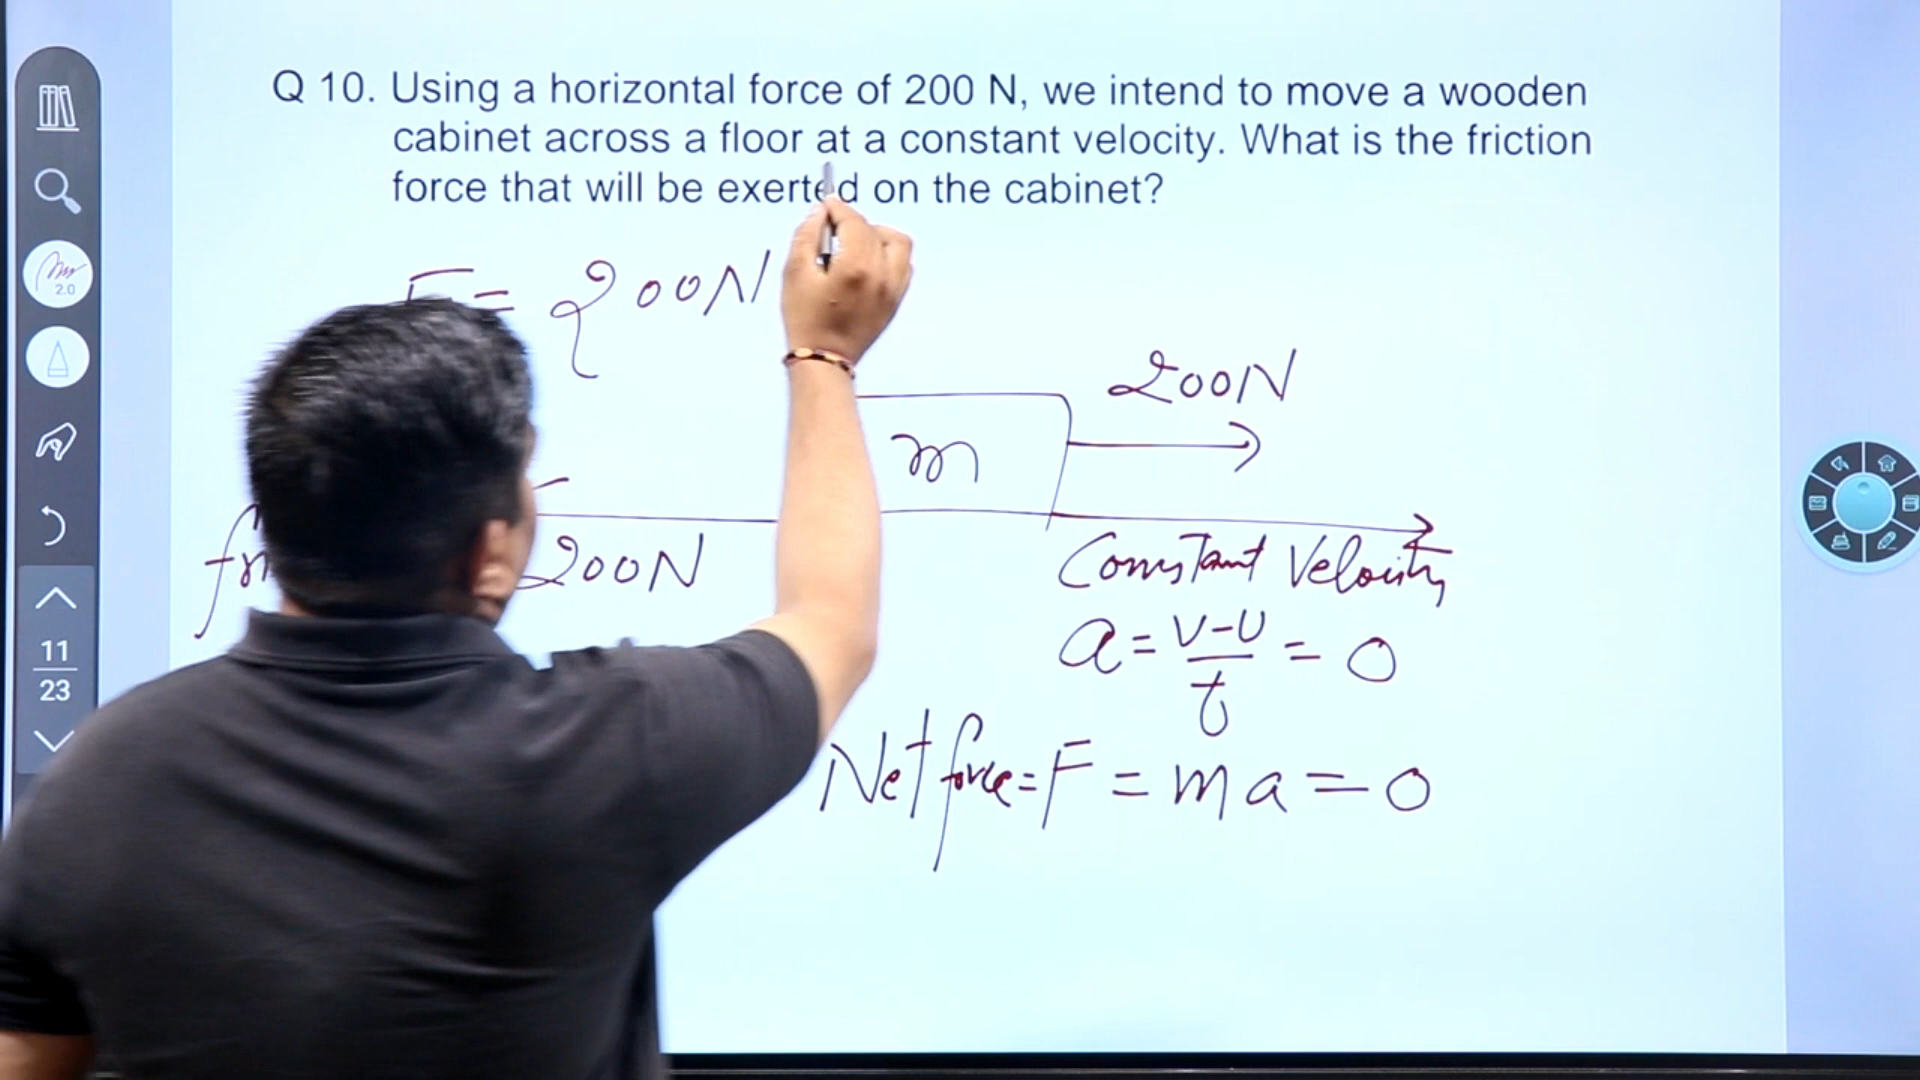 Q 10. Using a horizontal force of 200 N, we intend to move a wooden
cabinet across a floor at a constant velocity. What is the friction
force that will be exerted on the cabinet?
2.0
F = 200N
200N
m
200N
Constant Velocity
a = v-u/t = 0
Net force = F = ma = 0
11
23